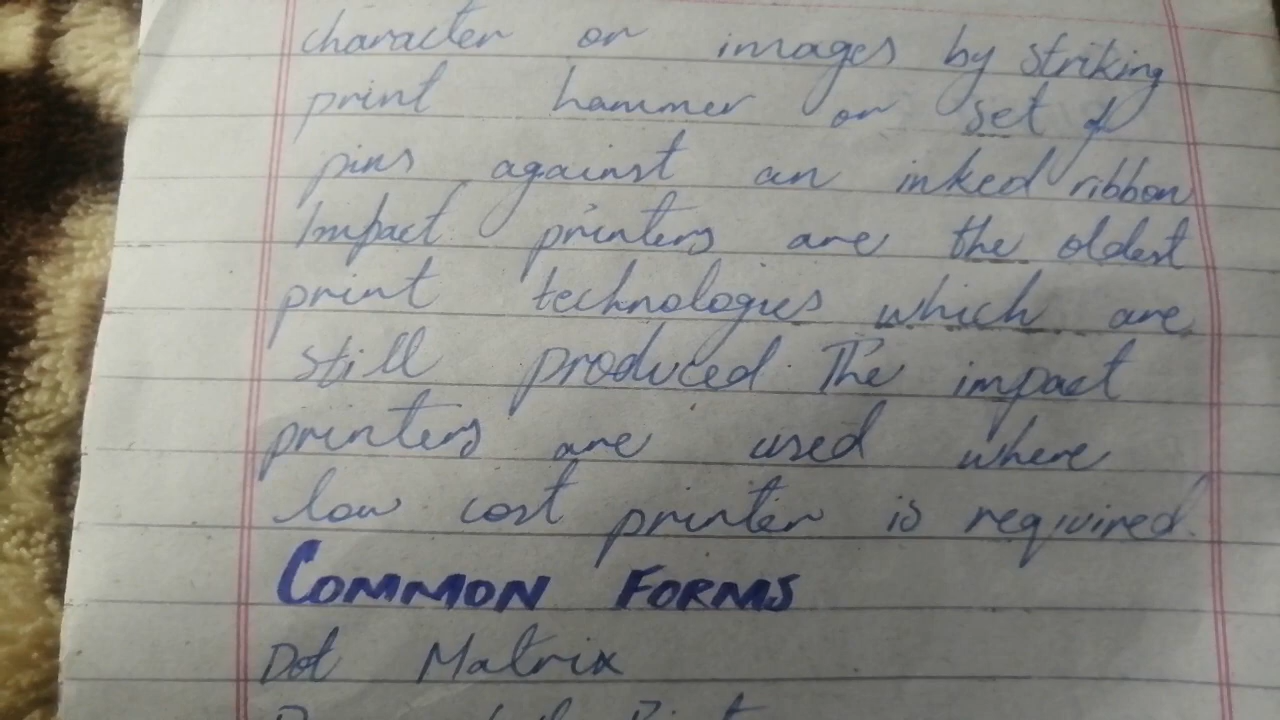 character or images by striking
print hammer or set of
pins against an inked ribbon
Impact printers are the oldest
print technologies which are
still produced. The impact
printers are used where
low cost printer is required.
COMMON FORMS
Dot Matrix